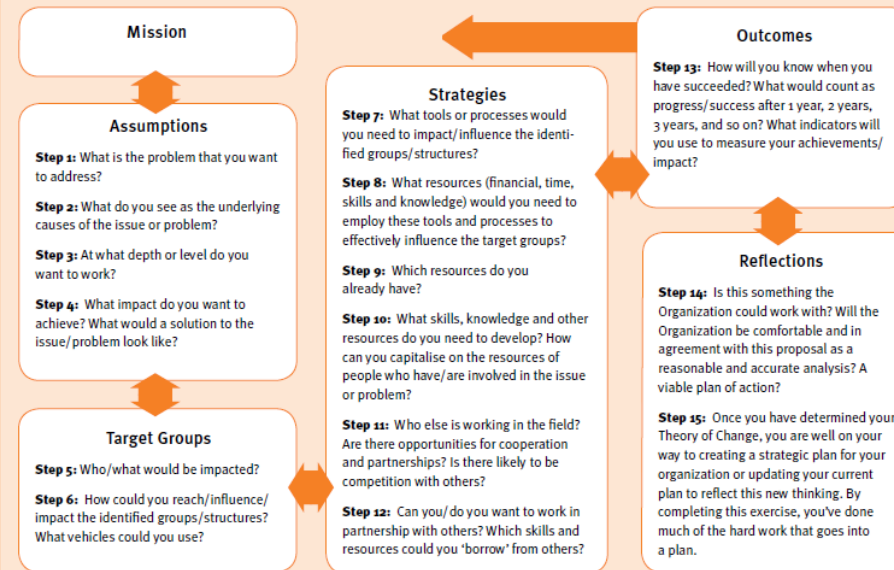 Mission
Assumptions
Step 1: What is the problem that you want
to address?
Step 2: What do you see as the underlying
causes of the issue or problem?
Step 3: At what depth or level do you
want to work?
Step 4: What impact do you want to
achieve? What would a solution to the
issue/problem look like?
Target Groups
Step 5: Who/what would be impacted?
Step 6: How could you reach/influence/
impact the identified groups/structures?
What vehicles could you use?
Strategies
Step 7: What tools or processes would
you need to impact/influence the identi-
fied groups/structures?
Step 8: What resources (financial, time,
skills and knowledge) would you need to
employ these tools and processes to
effectively influence the target groups?
Step 9: Which resources do you
already have?
Step 10: What skills, knowledge and other
resources do you need to develop? How
can you capitalise on the resources of
people who have/are involved in the issue
or problem?
Step 11: Who else is working in the field?
Are there opportunities for cooperation
and partnerships? Is there likely to be
competition with others?
Step 12: Can you/do you want to work in
partnership with others? Which skills and
resources could you ‘borrow’ from others?
Outcomes
Step 13: How will you know when you
have succeeded? What would count as
progress/success after 1 year, 2 years,
3 years, and so on? What indicators will
you use to measure your achievements/
impact?
Reflections
Step 14: Is this something the
Organization could work with? Will the
Organization be comfortable and in
agreement with this proposal as a
reasonable and accurate analysis? A
viable plan of action?
Step 15: Once you have determined your
Theory of Change, you are well on your
way to creating a strategic plan for your
organization or updating your current
plan to reflect this new thinking. By
completing this exercise, you’ve done
much of the hard work that goes into
a plan.